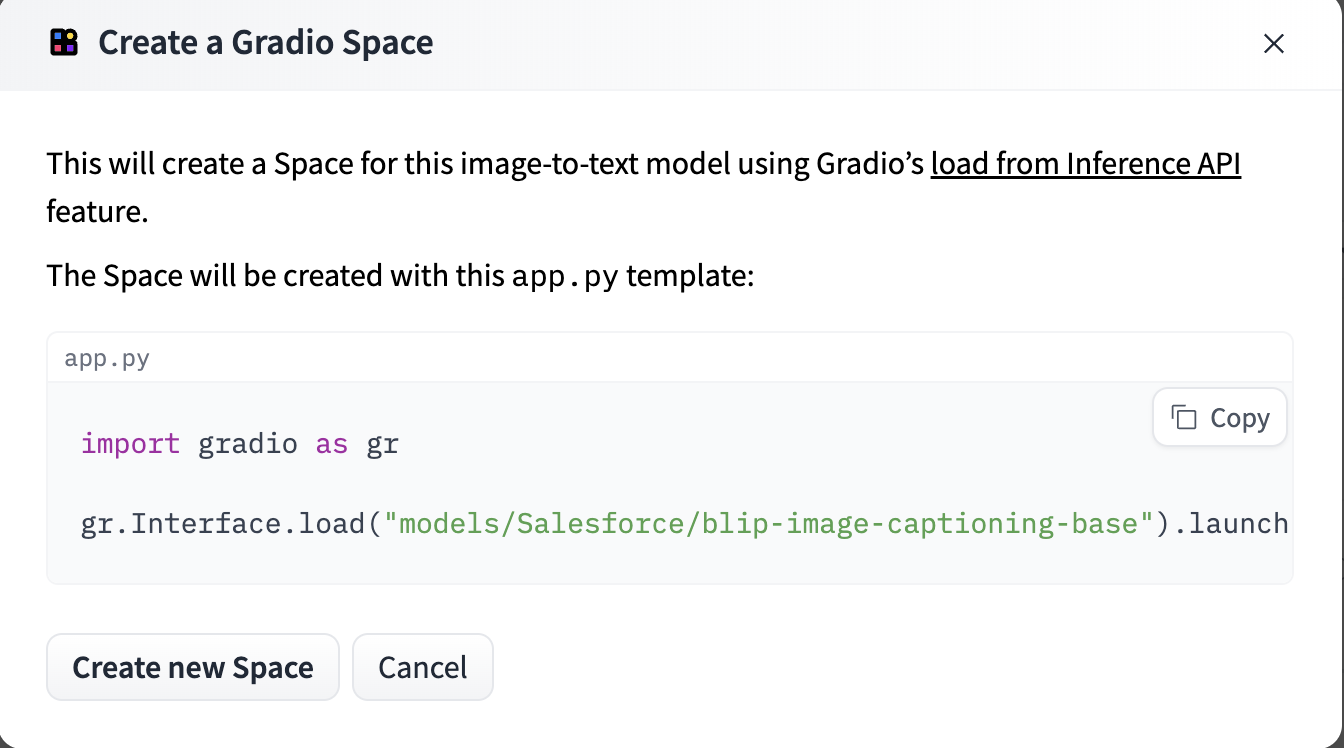 Create a Gradio Space
This will create a Space for this image-to-text model using Gradio’s load from Inference API
feature.
The Space will be created with this app.py template:
app.py
Copy
import gradio as gr
gr.Interface.load("models/Salesforce/blip-image-captioning-base").launch
Create new Space
Cancel